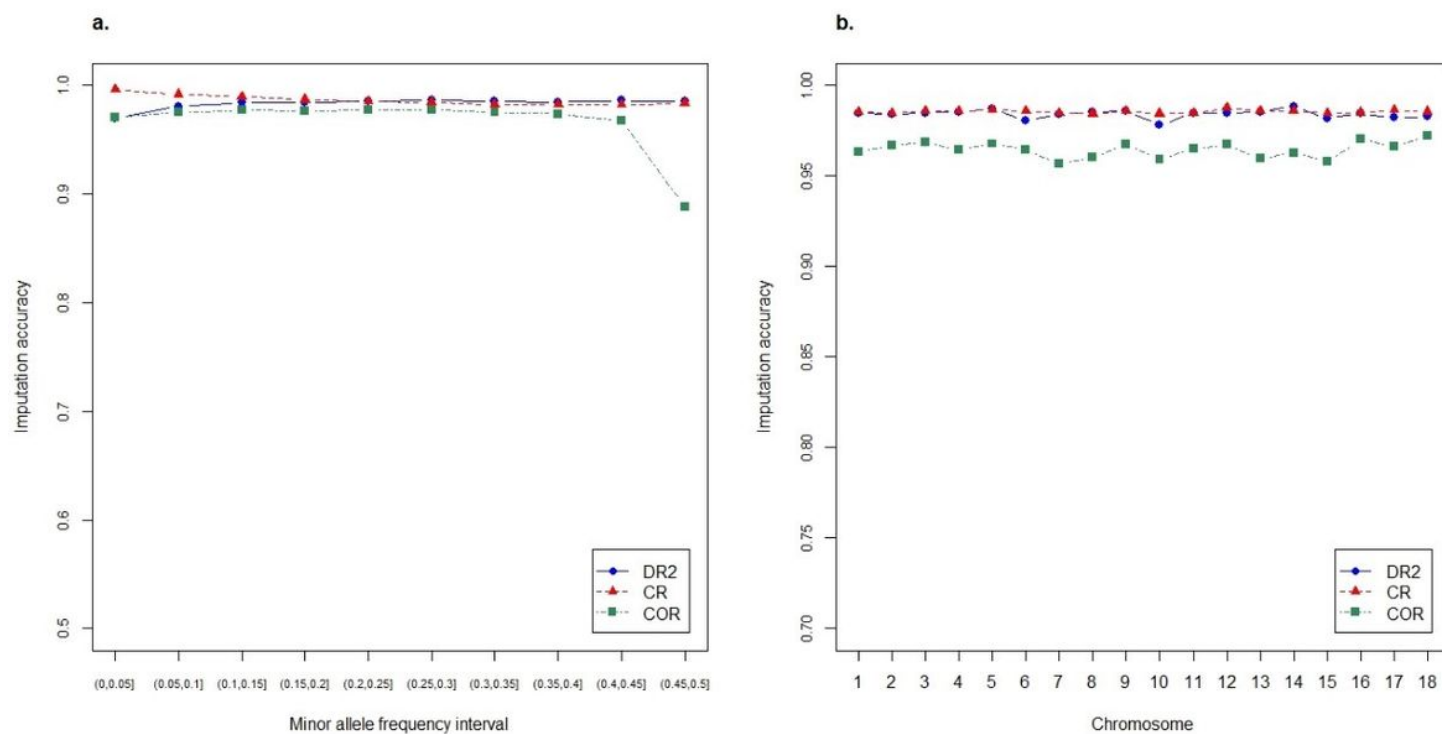 a.
Imputation accuracy
1.0
0.9
0.8
0.7
0.6
0.5
DR2
CR
COR
(0,0.05] (0.05,0.1] (0.1,0.15] (0.15,0.2] (0.2,0.25] (0.25,0.3] (0.3,0.35] (0.35,0.4] (0.4,0.45] (0.45,0.5]
Minor allele frequency interval
b.
Imputation accuracy
1.00
0.95
0.90
0.85
0.80
0.75
0.70
DR2
CR
COR
1 2 3 4 5 6 7 8 9 10 11 12 13 14 15 16 17 18
Chromosome